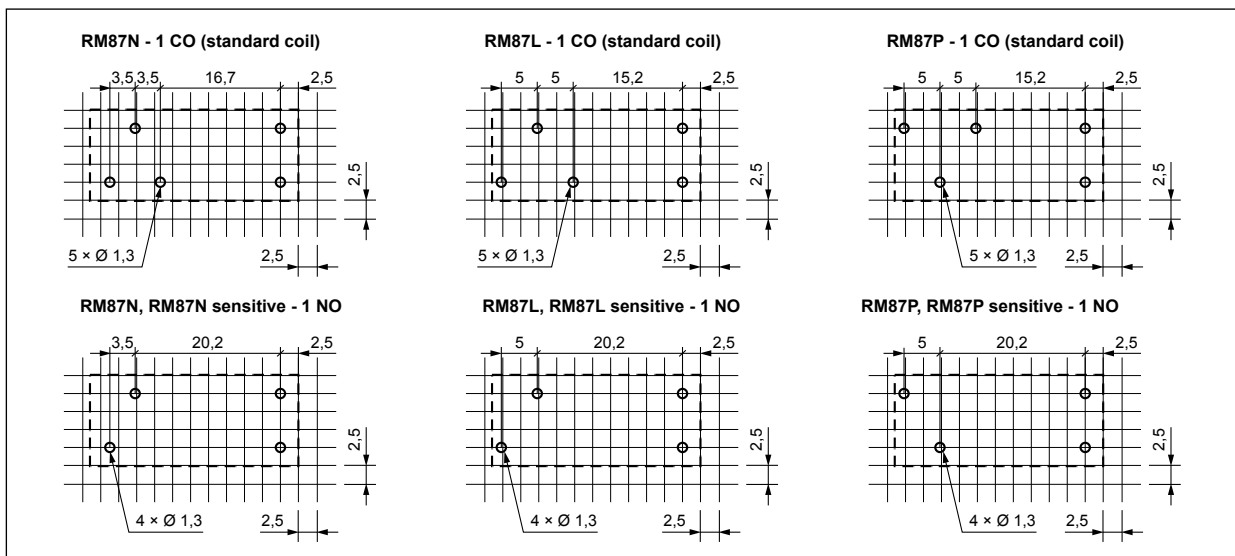 RM87N - 1 CO (standard coil)
3,5 3,5 16,7 2,5
2,5
5 × Ø 1,3
2,5
RM87L - 1 CO (standard coil)
5 5 15,2 2,5
2,5
5 × Ø 1,3
2,5
RM87P - 1 CO (standard coil)
5 5 15,2 2,5
2,5
5 × Ø 1,3
2,5
RM87N, RM87N sensitive - 1 NO
3,5 20,2 2,5
2,5
4 × Ø 1,3
2,5
RM87L, RM87L sensitive - 1 NO
5 20,2 2,5
2,5
4 × Ø 1,3
2,5
RM87P, RM87P sensitive - 1 NO
5 20,2 2,5
2,5
4 × Ø 1,3
2,5